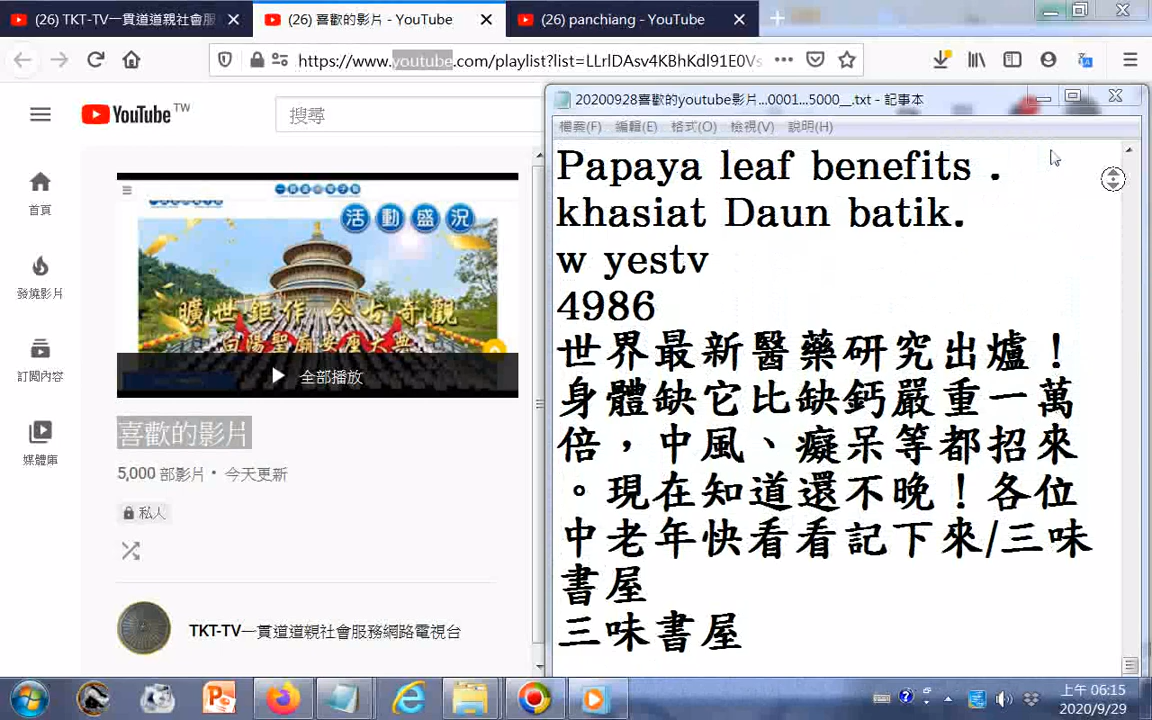 (26) TKT-TV一貫道道親社會服
(26) 喜歡的影片 - YouTube
(26) panchiang - YouTube
https://www.youtube.com/playlist?list=LLrlDAsv4KBhKdl91E0Vs
YouTube TW
搜尋
首頁
發燒影片
訂閱內容
媒體庫
活動盛況
曠世鉅作 今古奇觀
白陽聖廟安座大典
全部播放
喜歡的影片
5,000 部影片・今天更新
私人
TKT-TV一貫道道親社會服務網路電視台
20200928喜歡的youtube影片...0001...5000__.txt - 記事本
檔案(F) 編輯(E) 格式(O) 檢視(V) 說明(H)
Papaya leaf benefits .
khasiat Daun batik.
w yestv
4986
世界最新醫藥研究出爐！
身體缺它比缺鈣嚴重一萬
倍，中風、癡呆等都招來
。現在知道還不晚！各位
中老年快看看記下來/三味
書屋
三味書屋
上午 06:15
2020/9/29